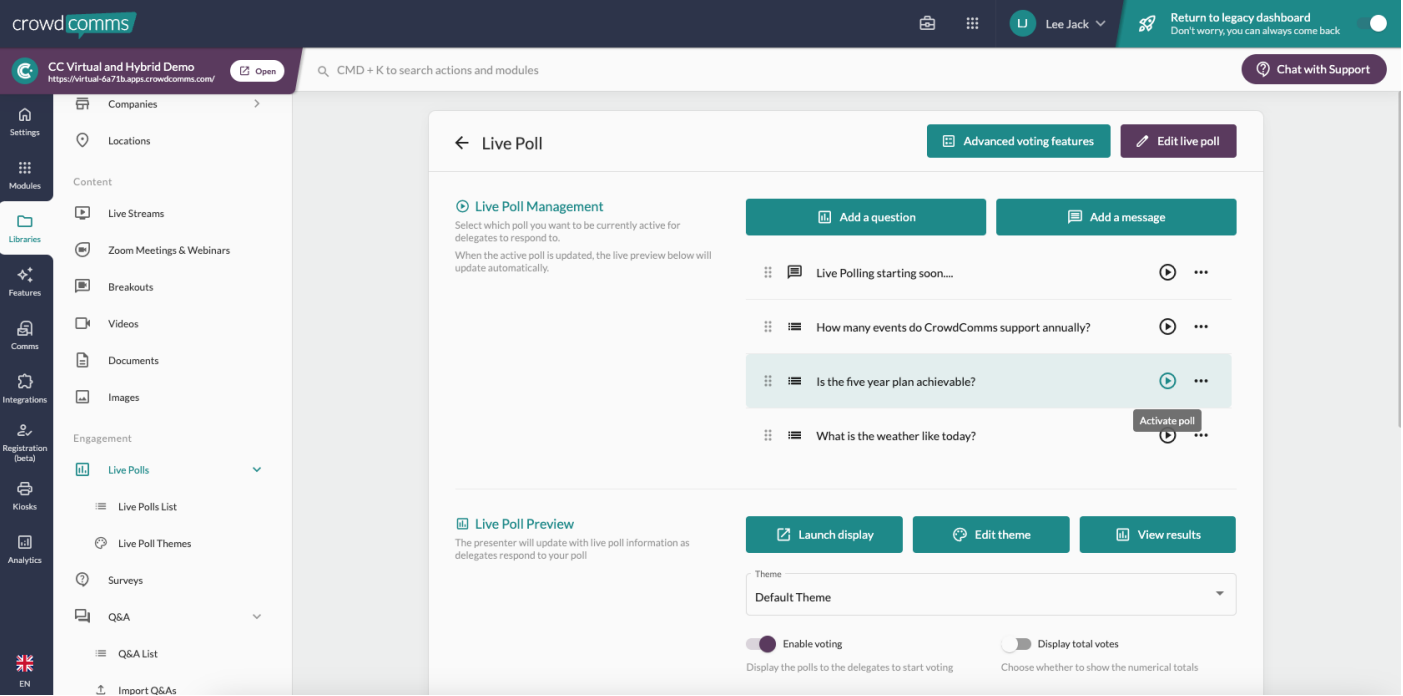 crowdcomms
LJ
Lee Jack
Return to legacy dashboard
Don't worry, you can always come back
CC Virtual and Hybrid Demo
https://virtual-6a71b.apps.crowdcomms.com/
Open
CMD + K to search actions and modules
Chat with Support
Settings
Modules
Libraries
Features
Comms
Integrations
Registration
(beta)
Kiosks
Analytics
EN
Companies
Locations
Content
Live Streams
Zoom Meetings & Webinars
Breakouts
Videos
Documents
Images
Engagement
Live Polls
Live Polls List
Live Poll Themes
Surveys
Q&A
Q&A List
Import Q&As
Live Poll
Advanced voting features
Edit live poll
Live Poll Management
Select which poll you want to be currently active for
delegates to respond to.
When the active poll is updated, the live preview below will
update automatically.
Add a question
Add a message
Live Polling starting soon....
How many events do CrowdComms support annually?
Is the five year plan achievable?
Activate poll
What is the weather like today?
Live Poll Preview
The presenter will update with live poll information as
delegates respond to your poll
Launch display
Edit theme
View results
Theme
Default Theme
Enable voting
Display the polls to the delegates to start voting
Display total votes
Choose whether to show the numerical totals